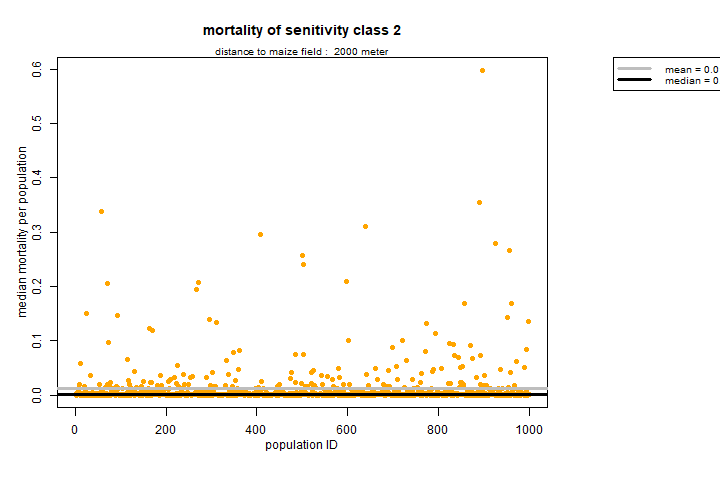 mortality of senitivity class 2
distance to maize field : 2000 meter
mean = 0.0
median = 0
median mortality per population
0.0 0.1 0.2 0.3 0.4 0.5 0.6
0 200 400 600 800 1000
population ID